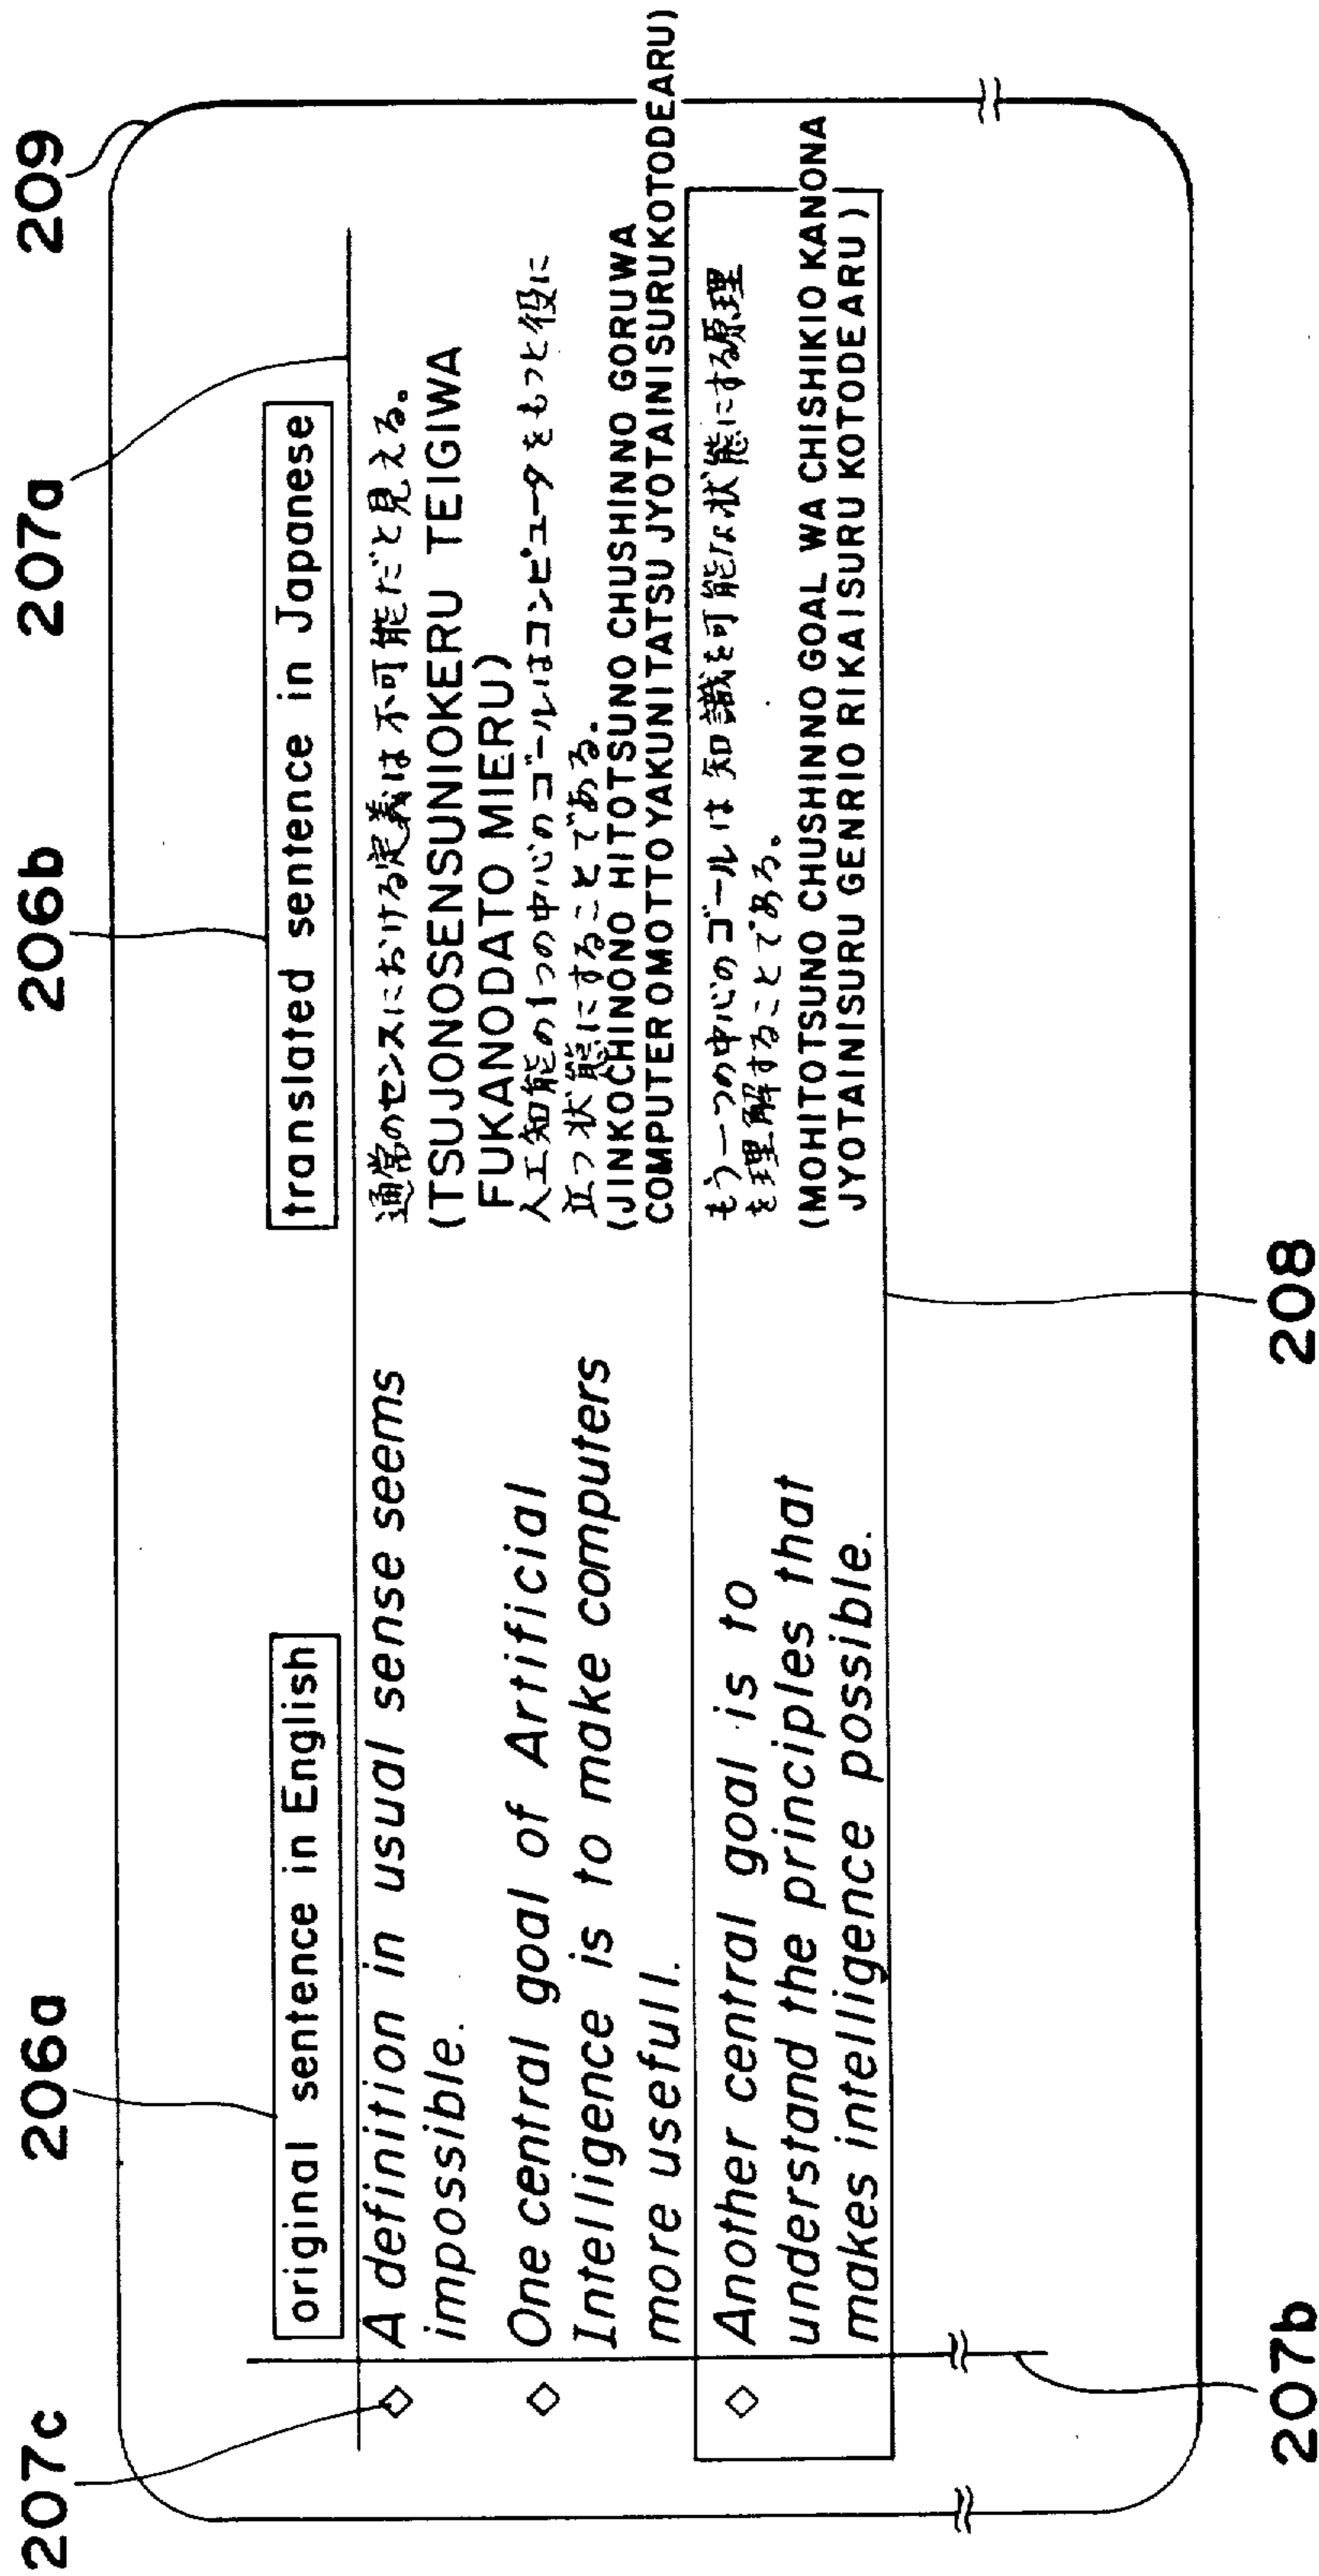 207c
206a
206b
207a
209
original sentence in English
translated sentence in Japanese
◇ A definition in usual sense seems
impossible.
◇ One central goal of Artificial
Intelligence is to make computers
more usefull.
◇ Another central goal is to
understand the principles that
makes intelligence possible.
通常のセンスにおける定義は不可能だと見える。
(TSUJONOSENSUNIOKERU TEIGIWA
FUKANODATO MIERU)
人工知能の1つの中心のゴールはコンピュータをもっと役に
立つ状態にすることである。
(JINKOCHINONO HITOTSUNO CHUSHINNO GORUWA
COMPUTEROMOTTO YAKUNITATSU JYOTAINISURUKOTODEARU)
もう一つの中心のゴールは知識を可能な状態にする原理
を理解することである。
(MOHITOTSUNO CHUSHINNO GOAL WA CHISHIKIO KANONA
JYOTAINISURU GENRIO RIKAISURU KOTODEARU)
207b
208